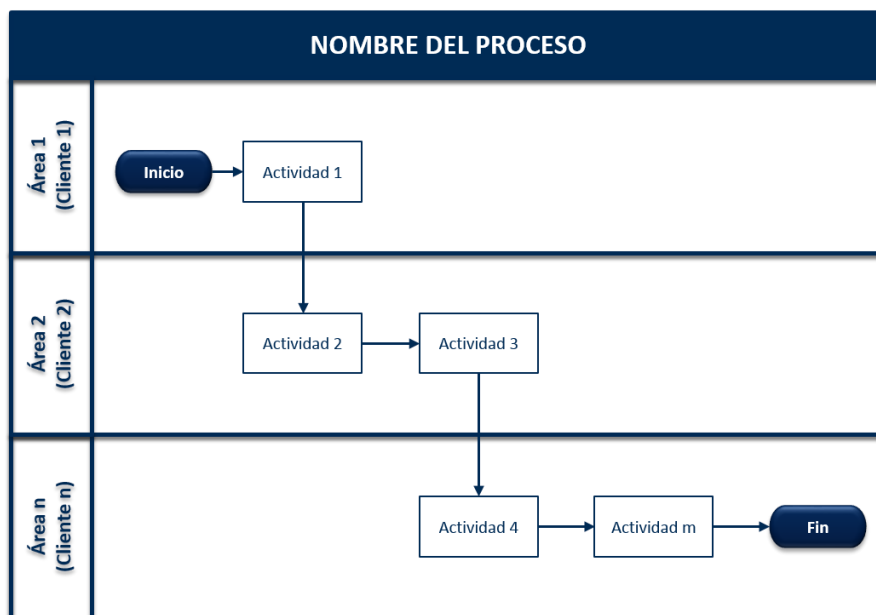 NOMBRE DEL PROCESO
Área 1
(Cliente 1)
Inicio
Actividad 1
Área 2
(Cliente 2)
Actividad 2
Actividad 3
Área n
(Cliente n)
Actividad 4
Actividad m
Fin